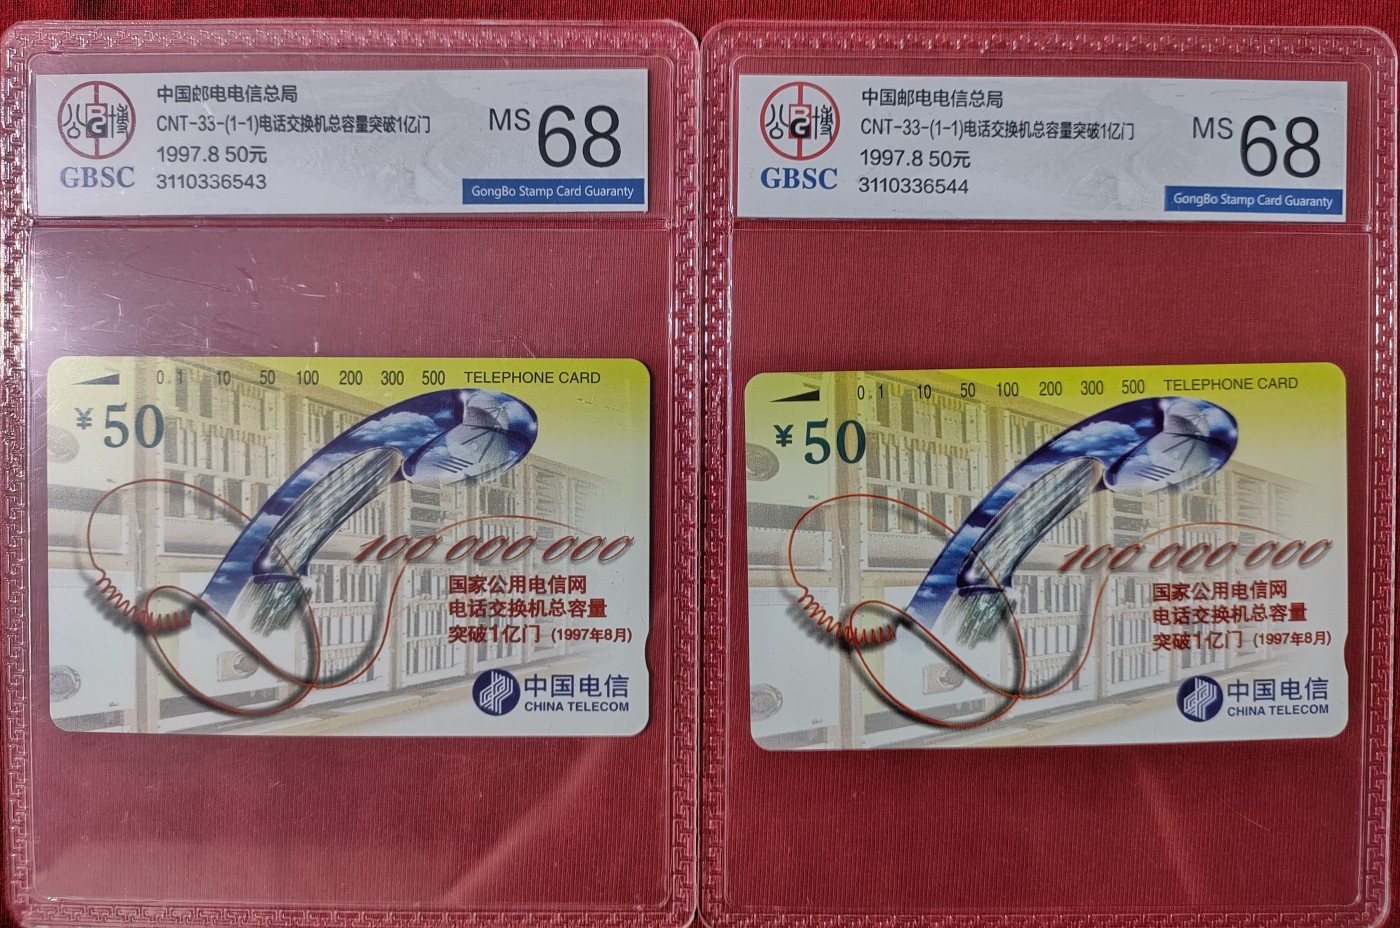 中国邮电电信总局
CNT-33-(1-1)电话交换机总容量突破1亿门
1997.8 50元
3110336543
MS 68
公博
GBSC
GongBo Stamp Card Guaranty
0 1 10 50 100 200 300 500 TELEPHONE CARD
¥50
100 000 000
国家公用电信网
电话交换机总容量
突破1亿门 (1997年8月)
中国电信
CHINA TELECOM
中国邮电电信总局
CNT-33-(1-1)电话交换机总容量突破1亿门
1997.8 50元
3110336544
MS 68
公博
GBSC
GongBo Stamp Card Guaranty
0 1 10 50 100 200 300 500 TELEPHONE CARD
¥50
100 000 000
国家公用电信网
电话交换机总容量
突破1亿门 (1997年8月)
中国电信
CHINA TELECOM